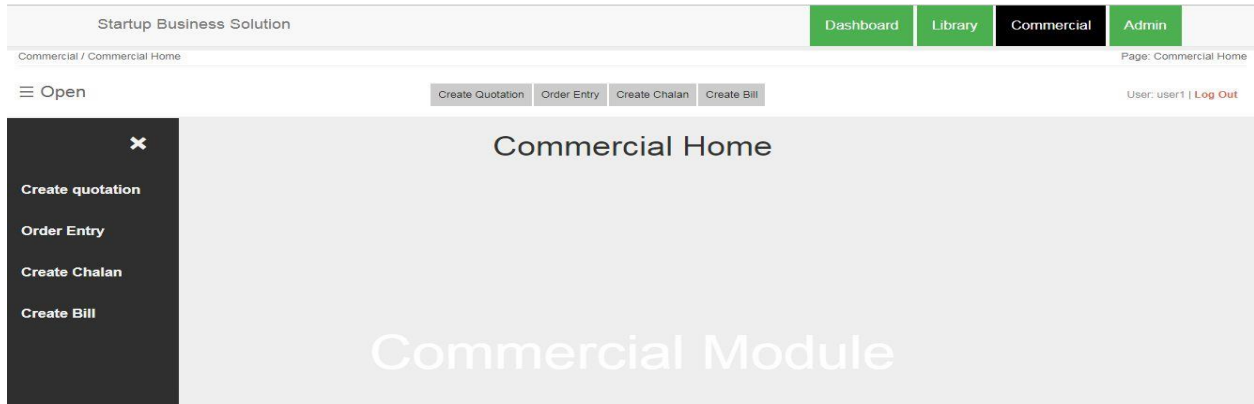 Startup Business Solution Dashboard Library Commercial Admin
Commercial / Commercial Home Page: Commercial Home
☰ Open Create Quotation Order Entry Create Chalan Create Bill User: user1 | Log Out
✖ Commercial Home
Create quotation
Order Entry
Create Chalan
Create Bill
Commercial Module